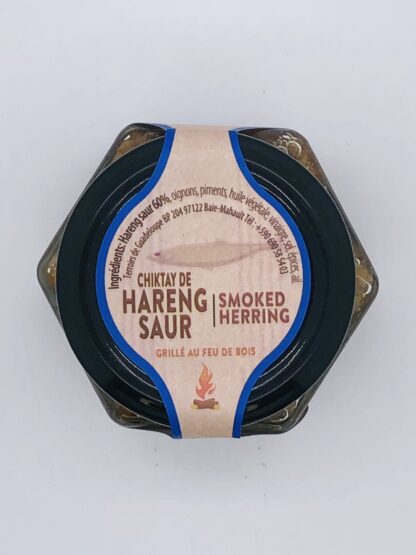 Ingrédients: Hareng saur 60%, oignons, piments, huile végétale, vinaigre, sel, épices, ail.
Terroirs de Guadeloupe BP 204 97122 Baie-Mahault Tél : +590 690 58 54 03
CHIKTAY DE
HARENG
SAUR
SMOKED
HERRING
GRILLÉ AU FEU DE BOIS